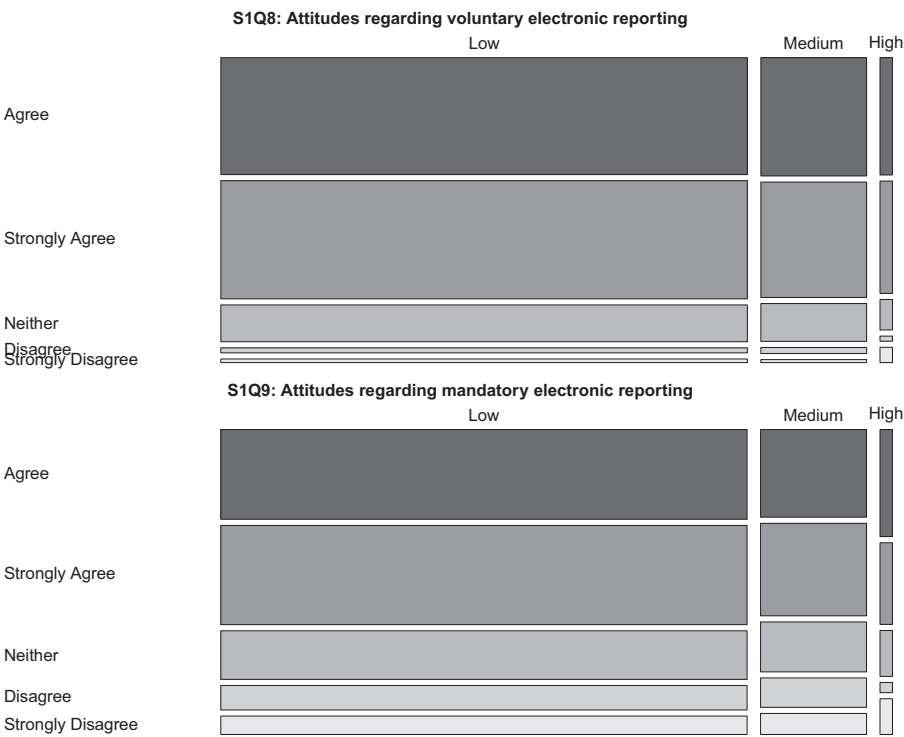 S1Q8: Attitudes regarding voluntary electronic reporting
Low Medium High
Agree
Strongly Agree
Neither
Disagree
Strongly Disagree
S1Q9: Attitudes regarding mandatory electronic reporting
Low Medium High
Agree
Strongly Agree
Neither
Disagree
Strongly Disagree